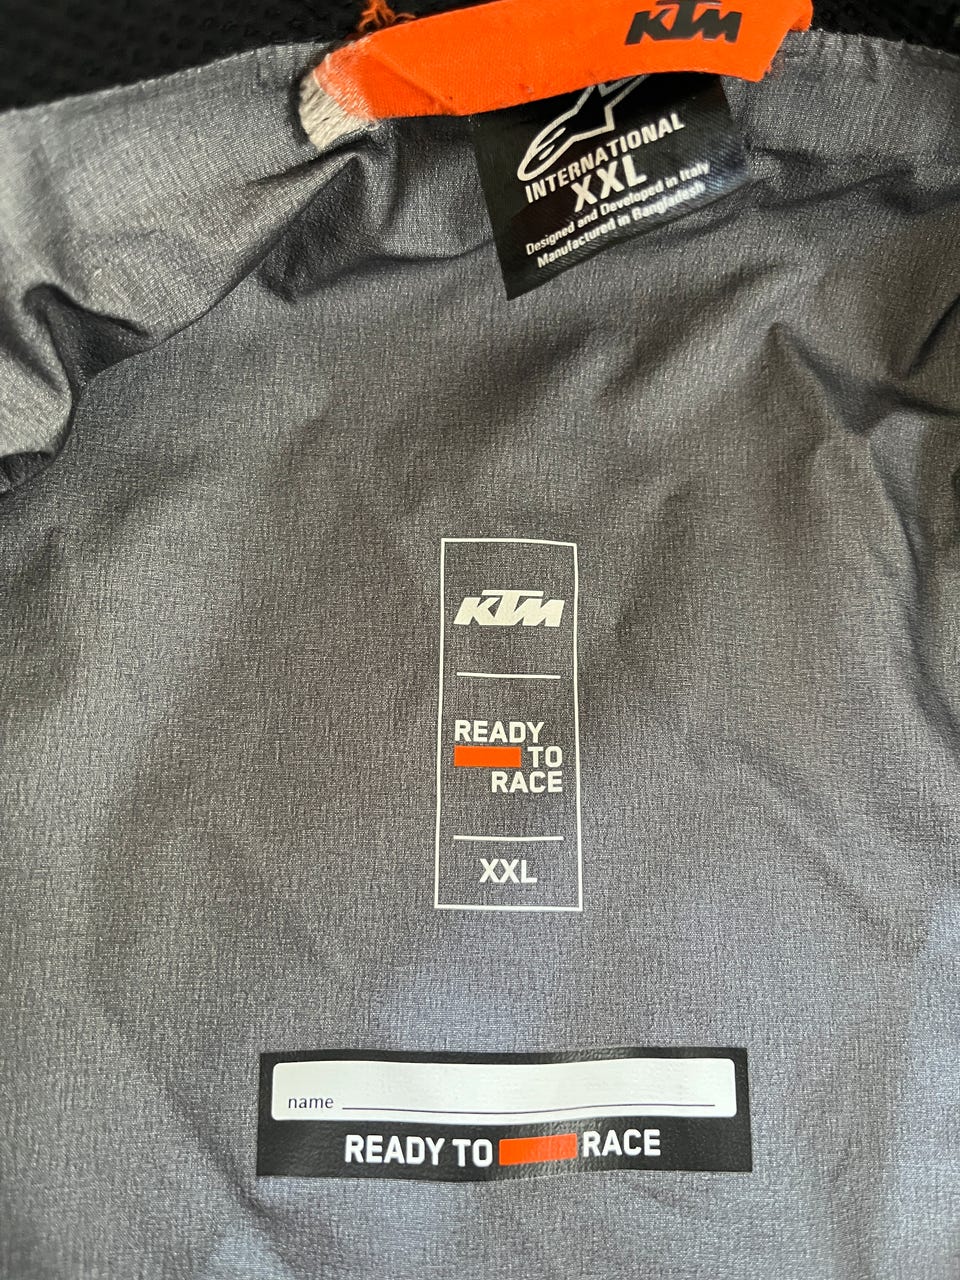 KTM
INTERNATIONAL
XXL
Designed and Developed in Italy
Manufactured in Bangladesh
KTM
READY
TO
RACE
XXL
name
READY TO RACE